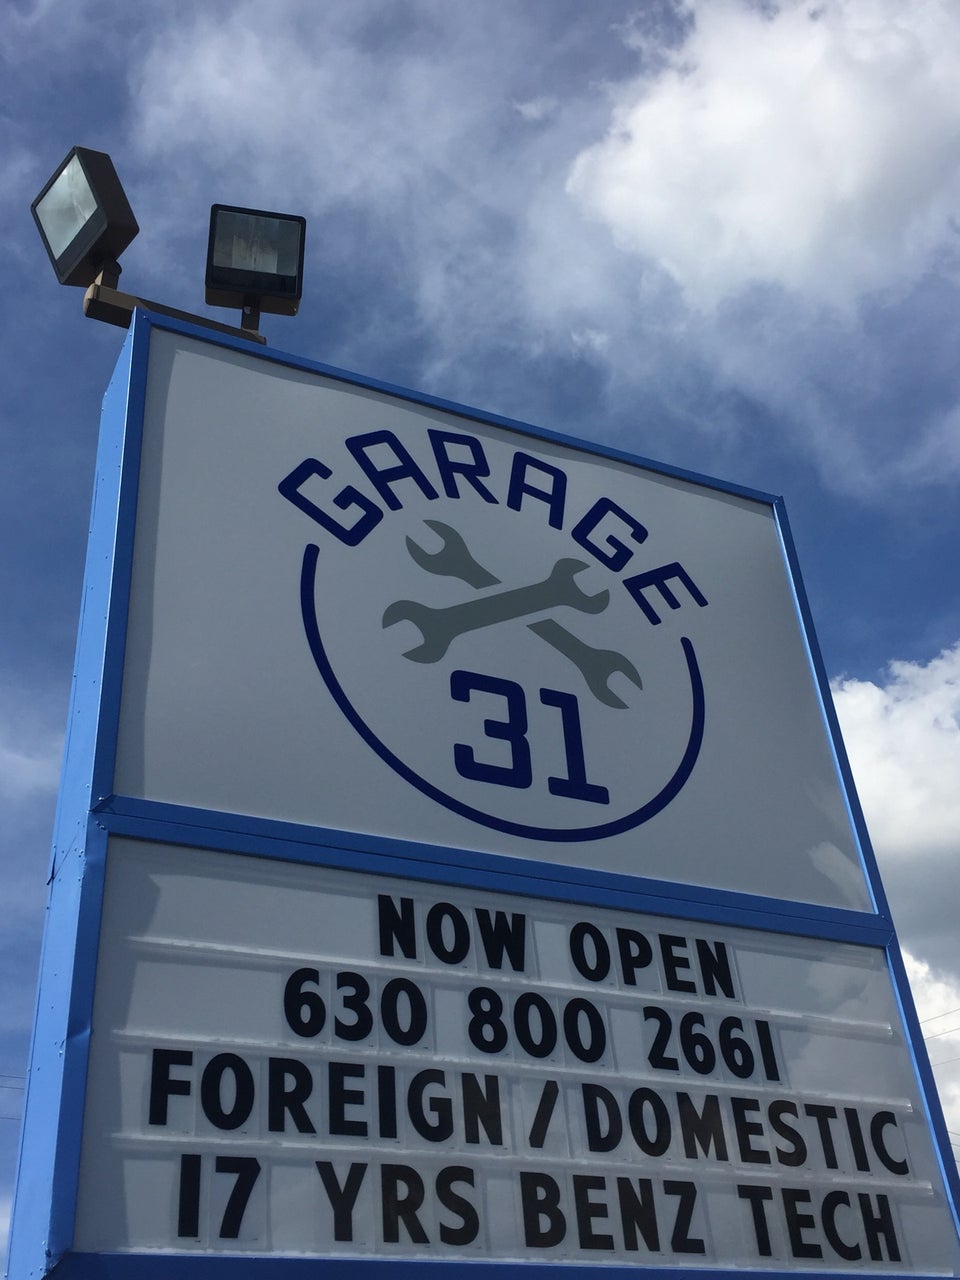 GARAGE
31
NOW OPEN
630 800 2661
FOREIGN / DOMESTIC
17 YRS BENZ TECH